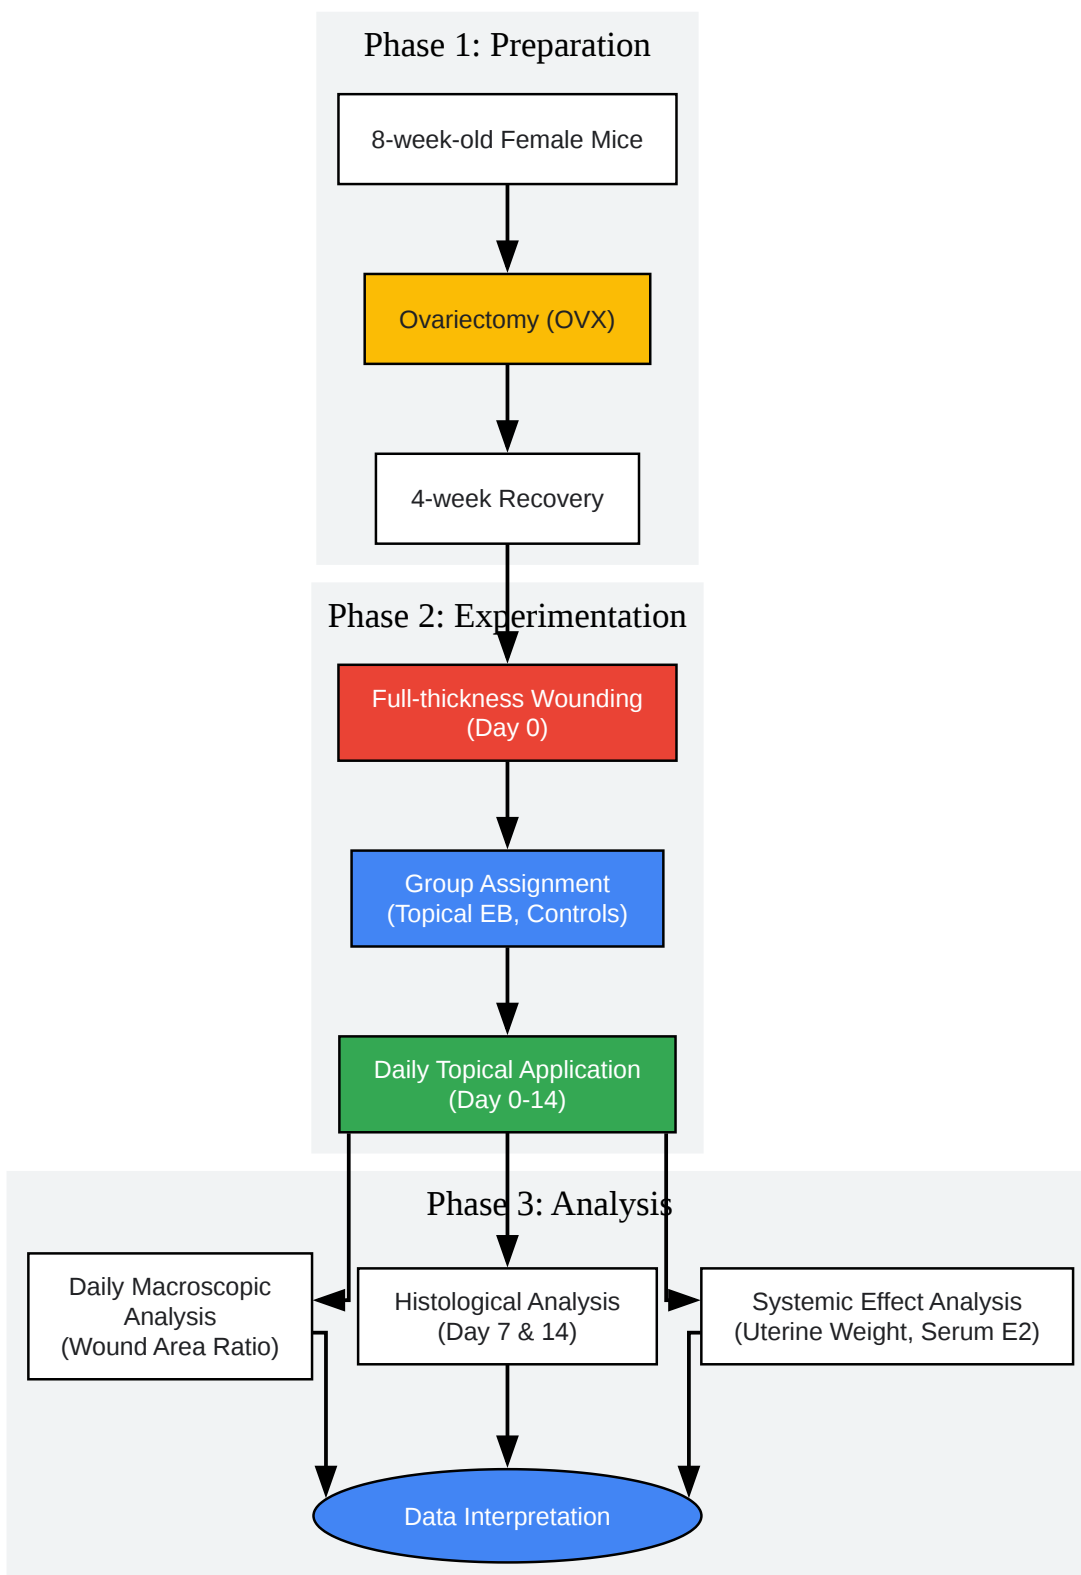 Phase 1: Preparation
8-week-old Female Mice
Ovariectomy (OVX)
4-week Recovery
Phase 2: Experimentation
Full-thickness Wounding
(Day 0)
Group Assignment
(Topical EB, Controls)
Daily Topical Application
(Day 0-14)
Phase 3: Analysis
Daily Macroscopic
Analysis
(Wound Area Ratio)
Histological Analysis
(Day 7 & 14)
Systemic Effect Analysis
(Uterine Weight, Serum E2)
Data Interpretation